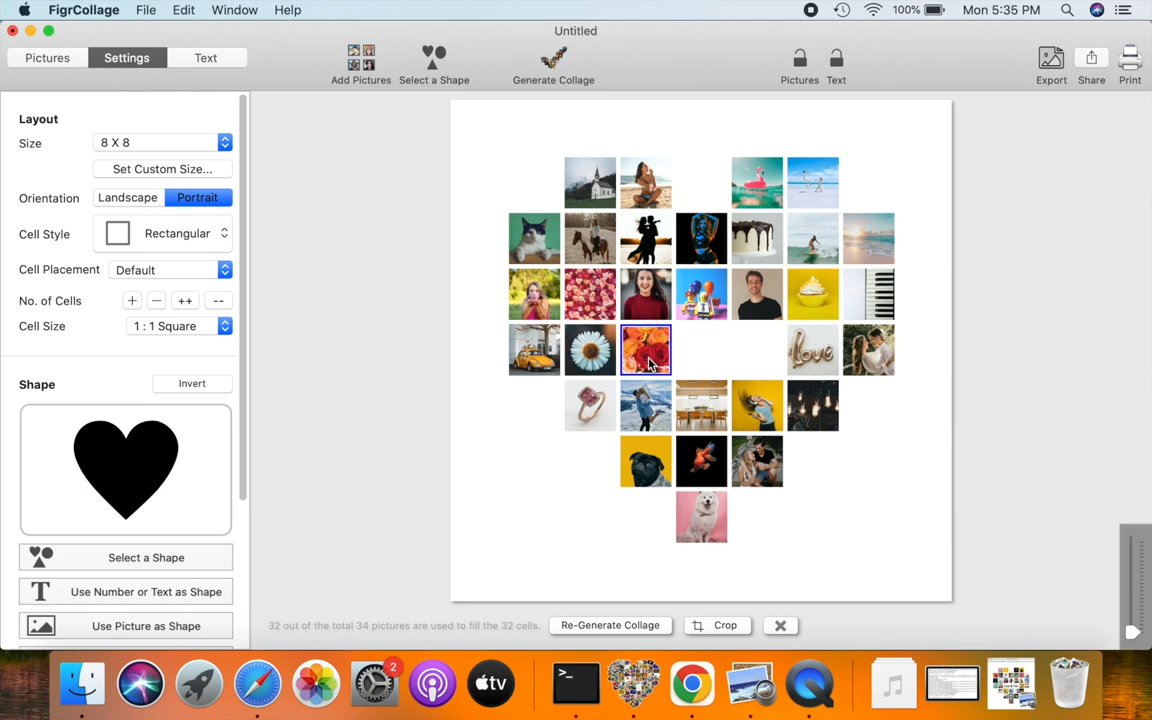 FigrCollage File Edit Window Help 100% Mon 5:35 PM
Untitled
Pictures Settings Text
Add Pictures Select a Shape Generate Collage Pictures Text Export Share Print
Layout
Size 8 X 8
Set Custom Size...
Orientation Landscape Portrait
Cell Style Rectangular
Cell Placement Default
No. of Cells + − ++ --
Cell Size 1 : 1 Square
Shape Invert
love
Select a Shape
T Use Number or Text as Shape
Use Picture as Shape
32 out of the total 34 pictures are used to fill the 32 cells. Re-Generate Collage Crop
2
tv
>_